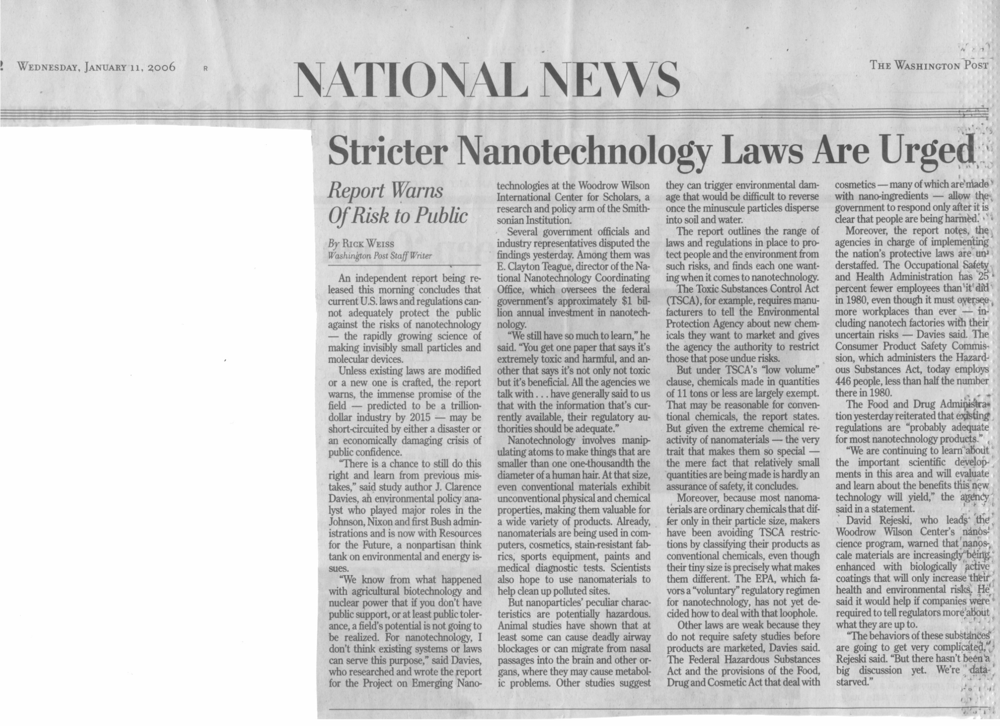 WEDNESDAY, JANUARY 11, 2006
R
NATIONAL NEWS
THE WASHINGTON POST
Stricter Nanotechnology Laws Are Urged
Report Warns
Of Risk to Public
By RICK WEISS
Washington Post Staff Writer
An independent report being re-
leased this morning concludes that
current U.S. laws and regulations can-
not adequately protect the public
against the risks of nanotechnology
— the rapidly growing science of
making invisibly small particles and
molecular devices.
Unless existing laws are modified
or a new one is crafted, the report
warns, the immense promise of the
field — predicted to be a trillion-
dollar industry by 2015 — may be
short-circuited by either a disaster or
an economically damaging crisis of
public confidence.
“There is a chance to still do this
right and learn from previous mis-
takes,” said study author J. Clarence
Davies, an environmental policy ana-
lyst who played major roles in the
Johnson, Nixon and first Bush admin-
istrations and is now with Resources
for the Future, a nonpartisan think
tank on environmental and energy is-
sues.
“We know from what happened
with agricultural biotechnology and
nuclear power that if you don’t have
public support, or at least public toler-
ance, a field’s potential is not going to
be realized. For nanotechnology, I
don’t think existing systems or laws
can serve this purpose,” said Davies,
who researched and wrote the report
for the Project on Emerging Nano-
technologies at the Woodrow Wilson
International Center for Scholars, a
research and policy arm of the Smith-
sonian Institution.
Several government officials and
industry representatives disputed the
findings yesterday. Among them was
E. Clayton Teague, director of the Na-
tional Nanotechnology Coordinating
Office, which oversees the federal
government’s approximately $1 bil-
lion annual investment in nanotech-
nology.
“We still have so much to learn,” he
said. “You get one paper that says it’s
extremely toxic and harmful, and an-
other that says it’s not only not toxic
but it’s beneficial. All the agencies we
talk with . . . have generally said to us
that with the information that’s cur-
rently available, their regulatory au-
thorities should be adequate.”
Nanotechnology involves manip-
ulating atoms to make things that are
smaller than one one-thousandth the
diameter of a human hair. At that size,
even conventional materials exhibit
unconventional physical and chemical
properties, making them valuable for
a wide variety of products. Already,
nanomaterials are being used in com-
puters, cosmetics, stain-resistant fab-
rics, sports equipment, paints and
medical diagnostic tests. Scientists
also hope to use nanomaterials to
help clean up polluted sites.
But nanoparticles’ peculiar charac-
teristics are potentially hazardous.
Animal studies have shown that at
least some can cause deadly airway
blockages or can migrate from nasal
passages into the brain and other or-
gans, where they may cause metabol-
ic problems. Other studies suggest
they can trigger environmental dam-
age that would be difficult to reverse
once the minuscule particles disperse
into soil and water.
The report outlines the range of
laws and regulations in place to pro-
tect people and the environment from
such risks, and finds each one want-
ing when it comes to nanotechnology.
The Toxic Substances Control Act
(TSCA), for example, requires manu-
facturers to tell the Environmental
Protection Agency about new chem-
icals they want to market and gives
the agency the authority to restrict
those that pose undue risks.
But under TSCA’s “low volume”
clause, chemicals made in quantities
of 11 tons or less are largely exempt.
That may be reasonable for conven-
tional chemicals, the report states.
But given the extreme chemical re-
activity of nanomaterials — the very
trait that makes them so special —
the mere fact that relatively small
quantities are being made is hardly an
assurance of safety, it concludes.
Moreover, because most nanoma-
terials are ordinary chemicals that dif-
fer only in their particle size, makers
have been avoiding TSCA restric-
tions by classifying their products as
conventional chemicals, even though
their tiny size is precisely what makes
them different. The EPA, which fa-
vors a “voluntary” regulatory regimen
for nanotechnology, has not yet de-
cided how to deal with that loophole.
Other laws are weak because they
do not require safety studies before
products are marketed, Davies said.
The Federal Hazardous Substances
Act and the provisions of the Food,
Drug and Cosmetic Act that deal with
cosmetics — many of which are made
with nano-ingredients — allow the
government to respond only after it is
clear that people are being harmed.
Moreover, the report notes, the
agencies in charge of implementing
the nation’s protective laws are un-
derstaffed. The Occupational Safety
and Health Administration has 25
percent fewer employees than it did
in 1980, even though it must oversee
more workplaces than ever — in-
cluding nanotech factories with their
uncertain risks — Davies said. The
Consumer Product Safety Commis-
sion, which administers the Hazard-
ous Substances Act, today employs
446 people, less than half the number
there in 1980.
The Food and Drug Administra-
tion yesterday reiterated that existing
regulations are “probably adequate
for most nanotechnology products.”
“We are continuing to learn about
the important scientific develop-
ments in this area and will evaluate
and learn about the benefits this new
technology will yield,” the agency
said in a statement.
David Rejeski, who leads the
Woodrow Wilson Center’s nanos-
cience program, warned that nanos-
cale materials are increasingly being
enhanced with biologically active
coatings that will only increase their
health and environmental risks. He
said it would help if companies were
required to tell regulators more about
what they are up to.
“The behaviors of these substances
are going to get very complicated,”
Rejeski said. “But there hasn’t been a
big discussion yet. We’re data-
starved.”